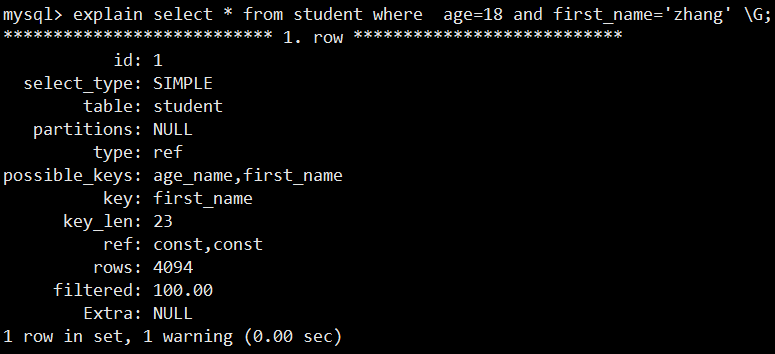 mysql> explain select * from student where  age=18 and first_name='zhang' \G;
*************************** 1. row ***************************
           id: 1
  select_type: SIMPLE
        table: student
   partitions: NULL
         type: ref
possible_keys: age_name,first_name
          key: first_name
      key_len: 23
          ref: const,const
         rows: 4094
     filtered: 100.00
        Extra: NULL
1 row in set, 1 warning (0.00 sec)